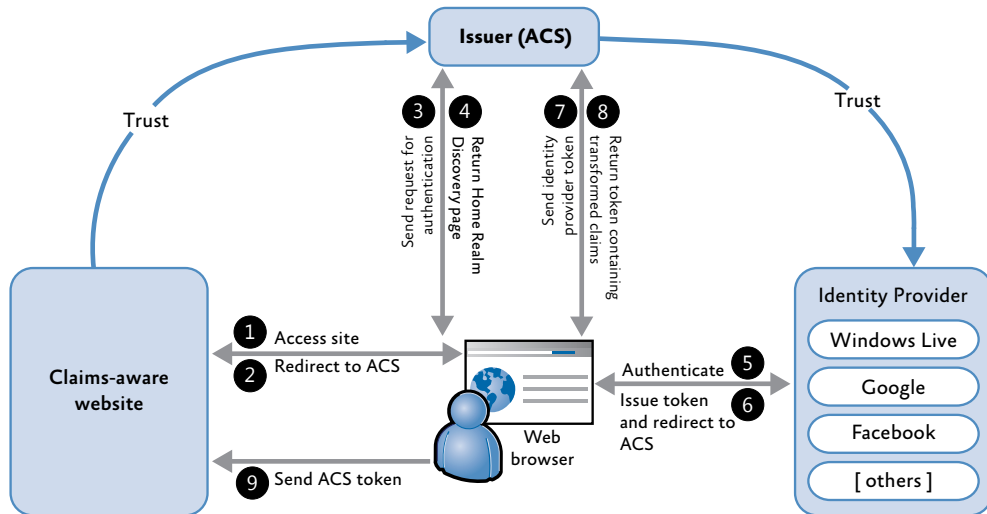 Issuer (ACS)
Trust
Trust
3
Send request for
authentication
4
Return Home Realm
Discovery page
7
Send identity
provider token
8
Return token containing
transformed claims
Claims-aware
website
1
Access site
2
Redirect to ACS
Web
browser
9
Send ACS token
Authenticate
5
Issue token
and redirect to
ACS
6
Identity Provider
Windows Live
Google
Facebook
[ others ]